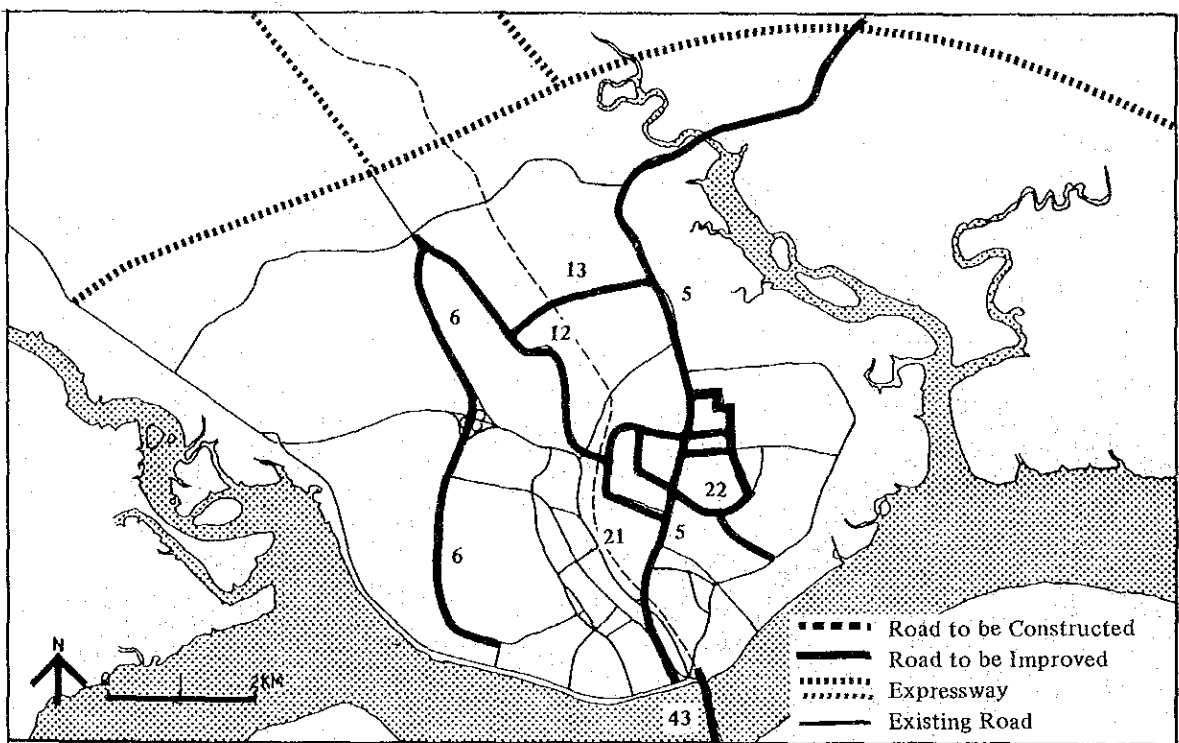 13
5
6
12
22
21
5
6
N
0 2KM
43
Road to be Constructed
Road to be Improved
Expressway
Existing Road